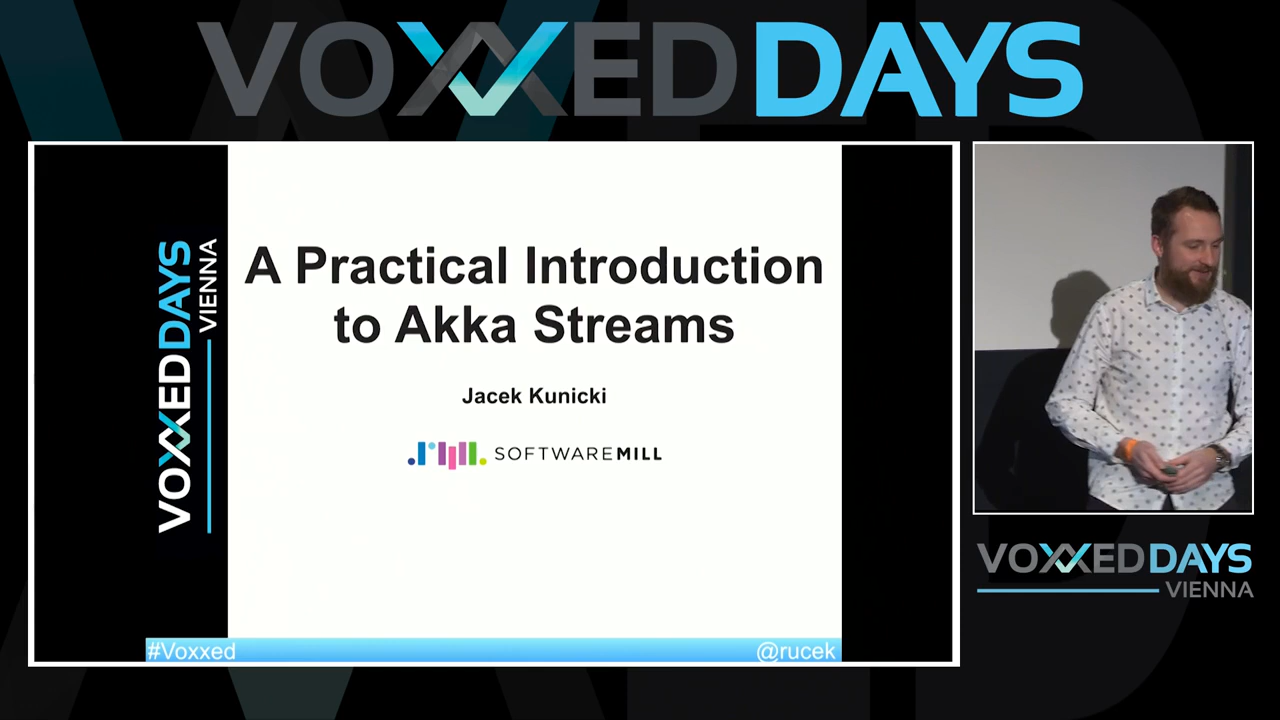 VOXXEDDAYS
VOXXEDDAYS
VIENNA
A Practical Introduction
to Akka Streams
Jacek Kunicki
SOFTWAREMILL
#Voxxed
@rucek
VOXXEDDAYS
VIENNA